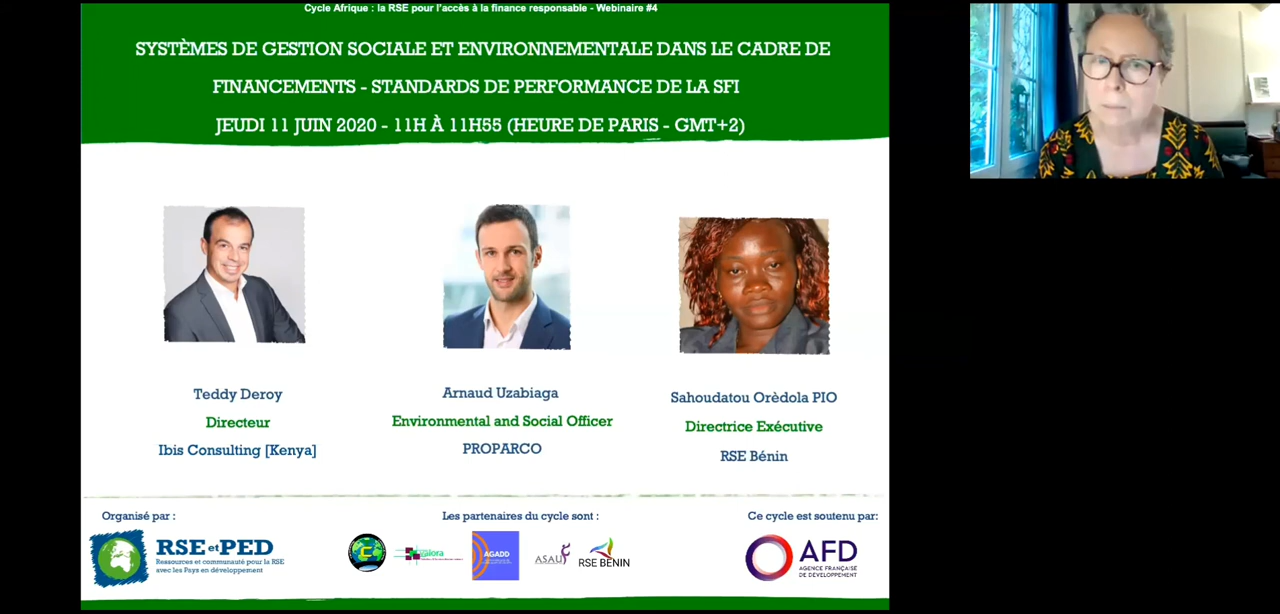 Cycle Afrique : la RSE pour l'accès à la finance responsable - Webinaire #4
SYSTÈMES DE GESTION SOCIALE ET ENVIRONNEMENTALE DANS LE CADRE DE
FINANCEMENTS - STANDARDS DE PERFORMANCE DE LA SFI
JEUDI 11 JUIN 2020 - 11H À 11H55 (HEURE DE PARIS - GMT+2)
Teddy Deroy
Directeur
Ibis Consulting [Kenya]
Arnaud Uzabiaga
Environmental and Social Officer
PROPARCO
Sahoudatou Orèdola PIO
Directrice Exécutive
RSE Bénin
Organisé par :
Les partenaires du cycle sont :
Ce cycle est soutenu par:
RSE et PED
Ressources et communauté pour la RSE
avec les Pays en développement
AGADD
RSE BÉNIN
AFD
AGENCE FRANÇAISE
DE DÉVELOPPEMENT